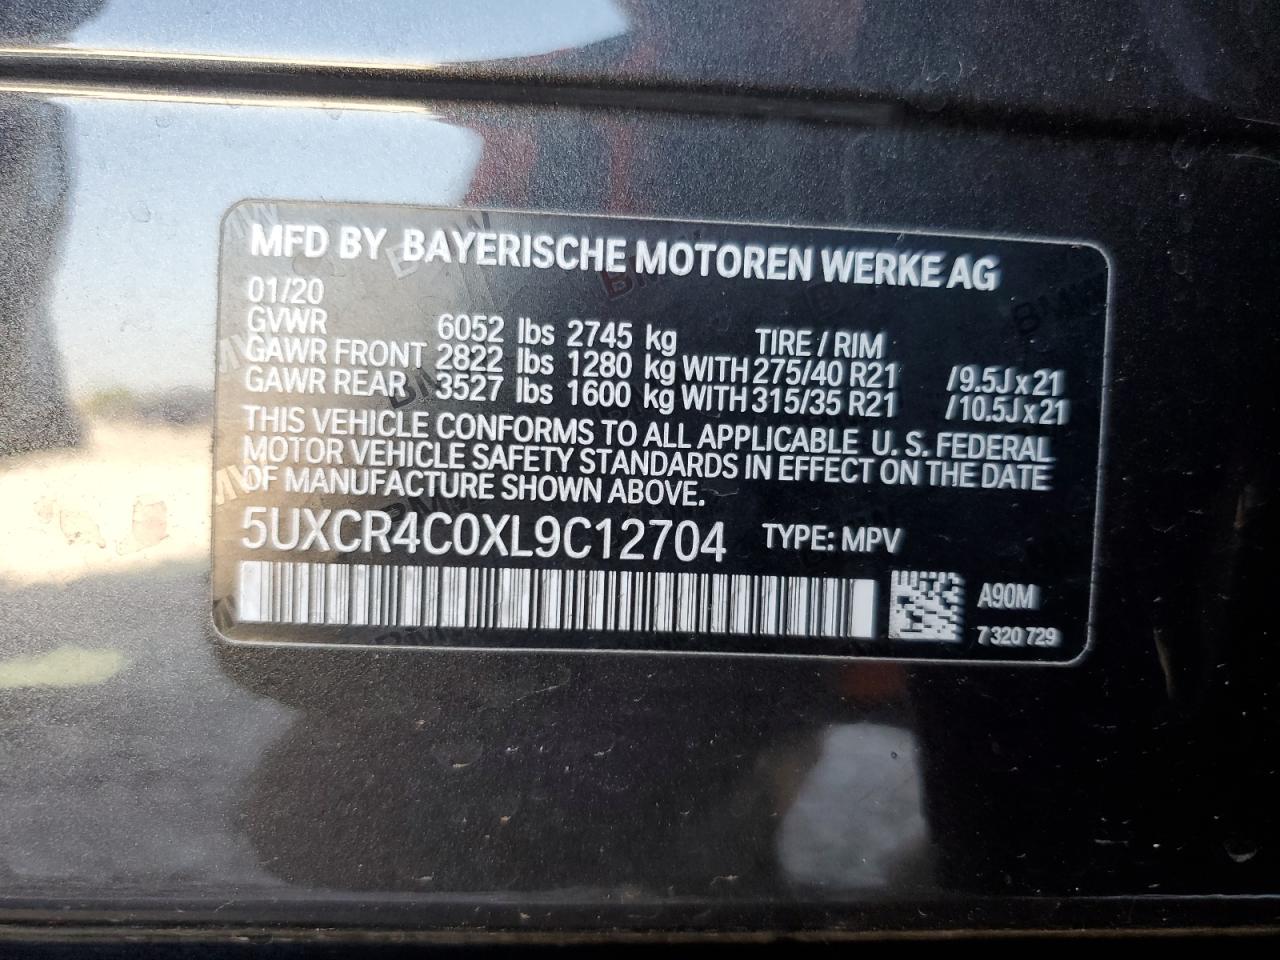 MFD BY BAYERISCHE MOTOREN WERKE AG
01/20
GVWR 6052 lbs 2745 kg TIRE / RIM
GAWR FRONT 2822 lbs 1280 kg WITH 275/40 R21 /9.5J x 21
GAWR REAR 3527 lbs 1600 kg WITH 315/35 R21 /10.5J x 21
THIS VEHICLE CONFORMS TO ALL APPLICABLE U. S. FEDERAL
MOTOR VEHICLE SAFETY STANDARDS IN EFFECT ON THE DATE
OF MANUFACTURE SHOWN ABOVE.
5UXCR4C0XL9C12704 TYPE: MPV
A90M
7 320 729